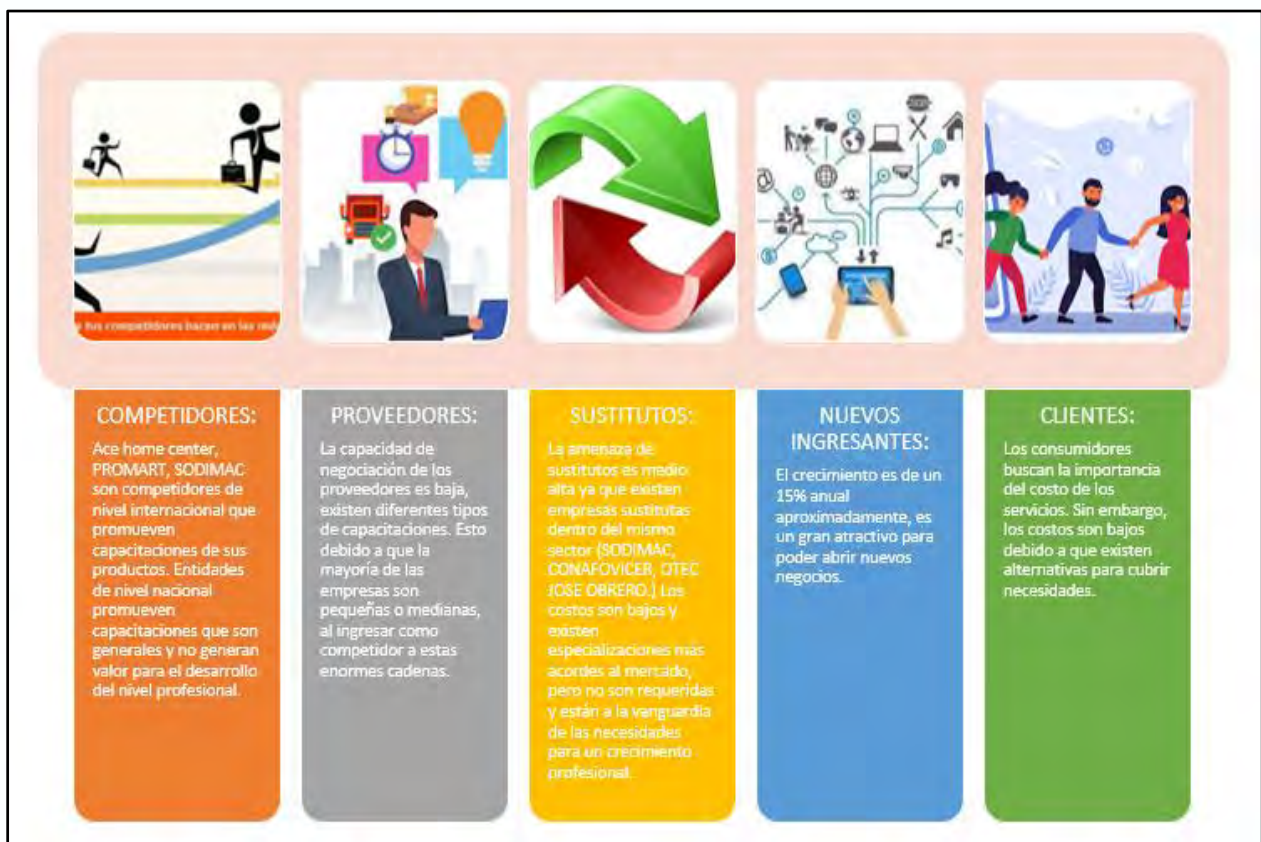 y tus competidores hacen en las red
COMPETIDORES:
Ace home center,
PROMART, SODIMAC
son competidores de
nivel internacional que
promueven
capacitaciones de sus
productos. Entidades
de nivel nacional
promueven
capacitaciones que son
generales y no generan
valor para el desarrollo
del nivel profesional.
PROVEEDORES:
La capacidad de
negociación de los
proveedores es baja,
existen diferentes tipos
de capacitaciones. Esto
debido a que la
mayoría de las
empresas son
pequeñas o medianas,
al ingresar como
competidor a estas
enormes cadenas.
SUSTITUTOS:
La amenaza de
sustitutos es medio
alta ya que existen
empresas sustitutas
dentro del mismo
sector (SODIMAC,
CONAFOVICER, OTEC
JOSE OBRERO.) Los
costos son bajos y
existen
especializaciones más
acordes al mercado,
pero no son requeridas
y están a la vanguardia
de las necesidades
para un crecimiento
profesional.
NUEVOS
INGRESANTES:
El crecimiento es de un
15% anual
aproximadamente, es
un gran atractivo para
poder abrir nuevos
negocios.
CLIENTES:
Los consumidores
buscan la importancia
del costo de los
servicios. Sin embargo,
los costos son bajos
debido a que existen
alternativas para cubrir
necesidades.